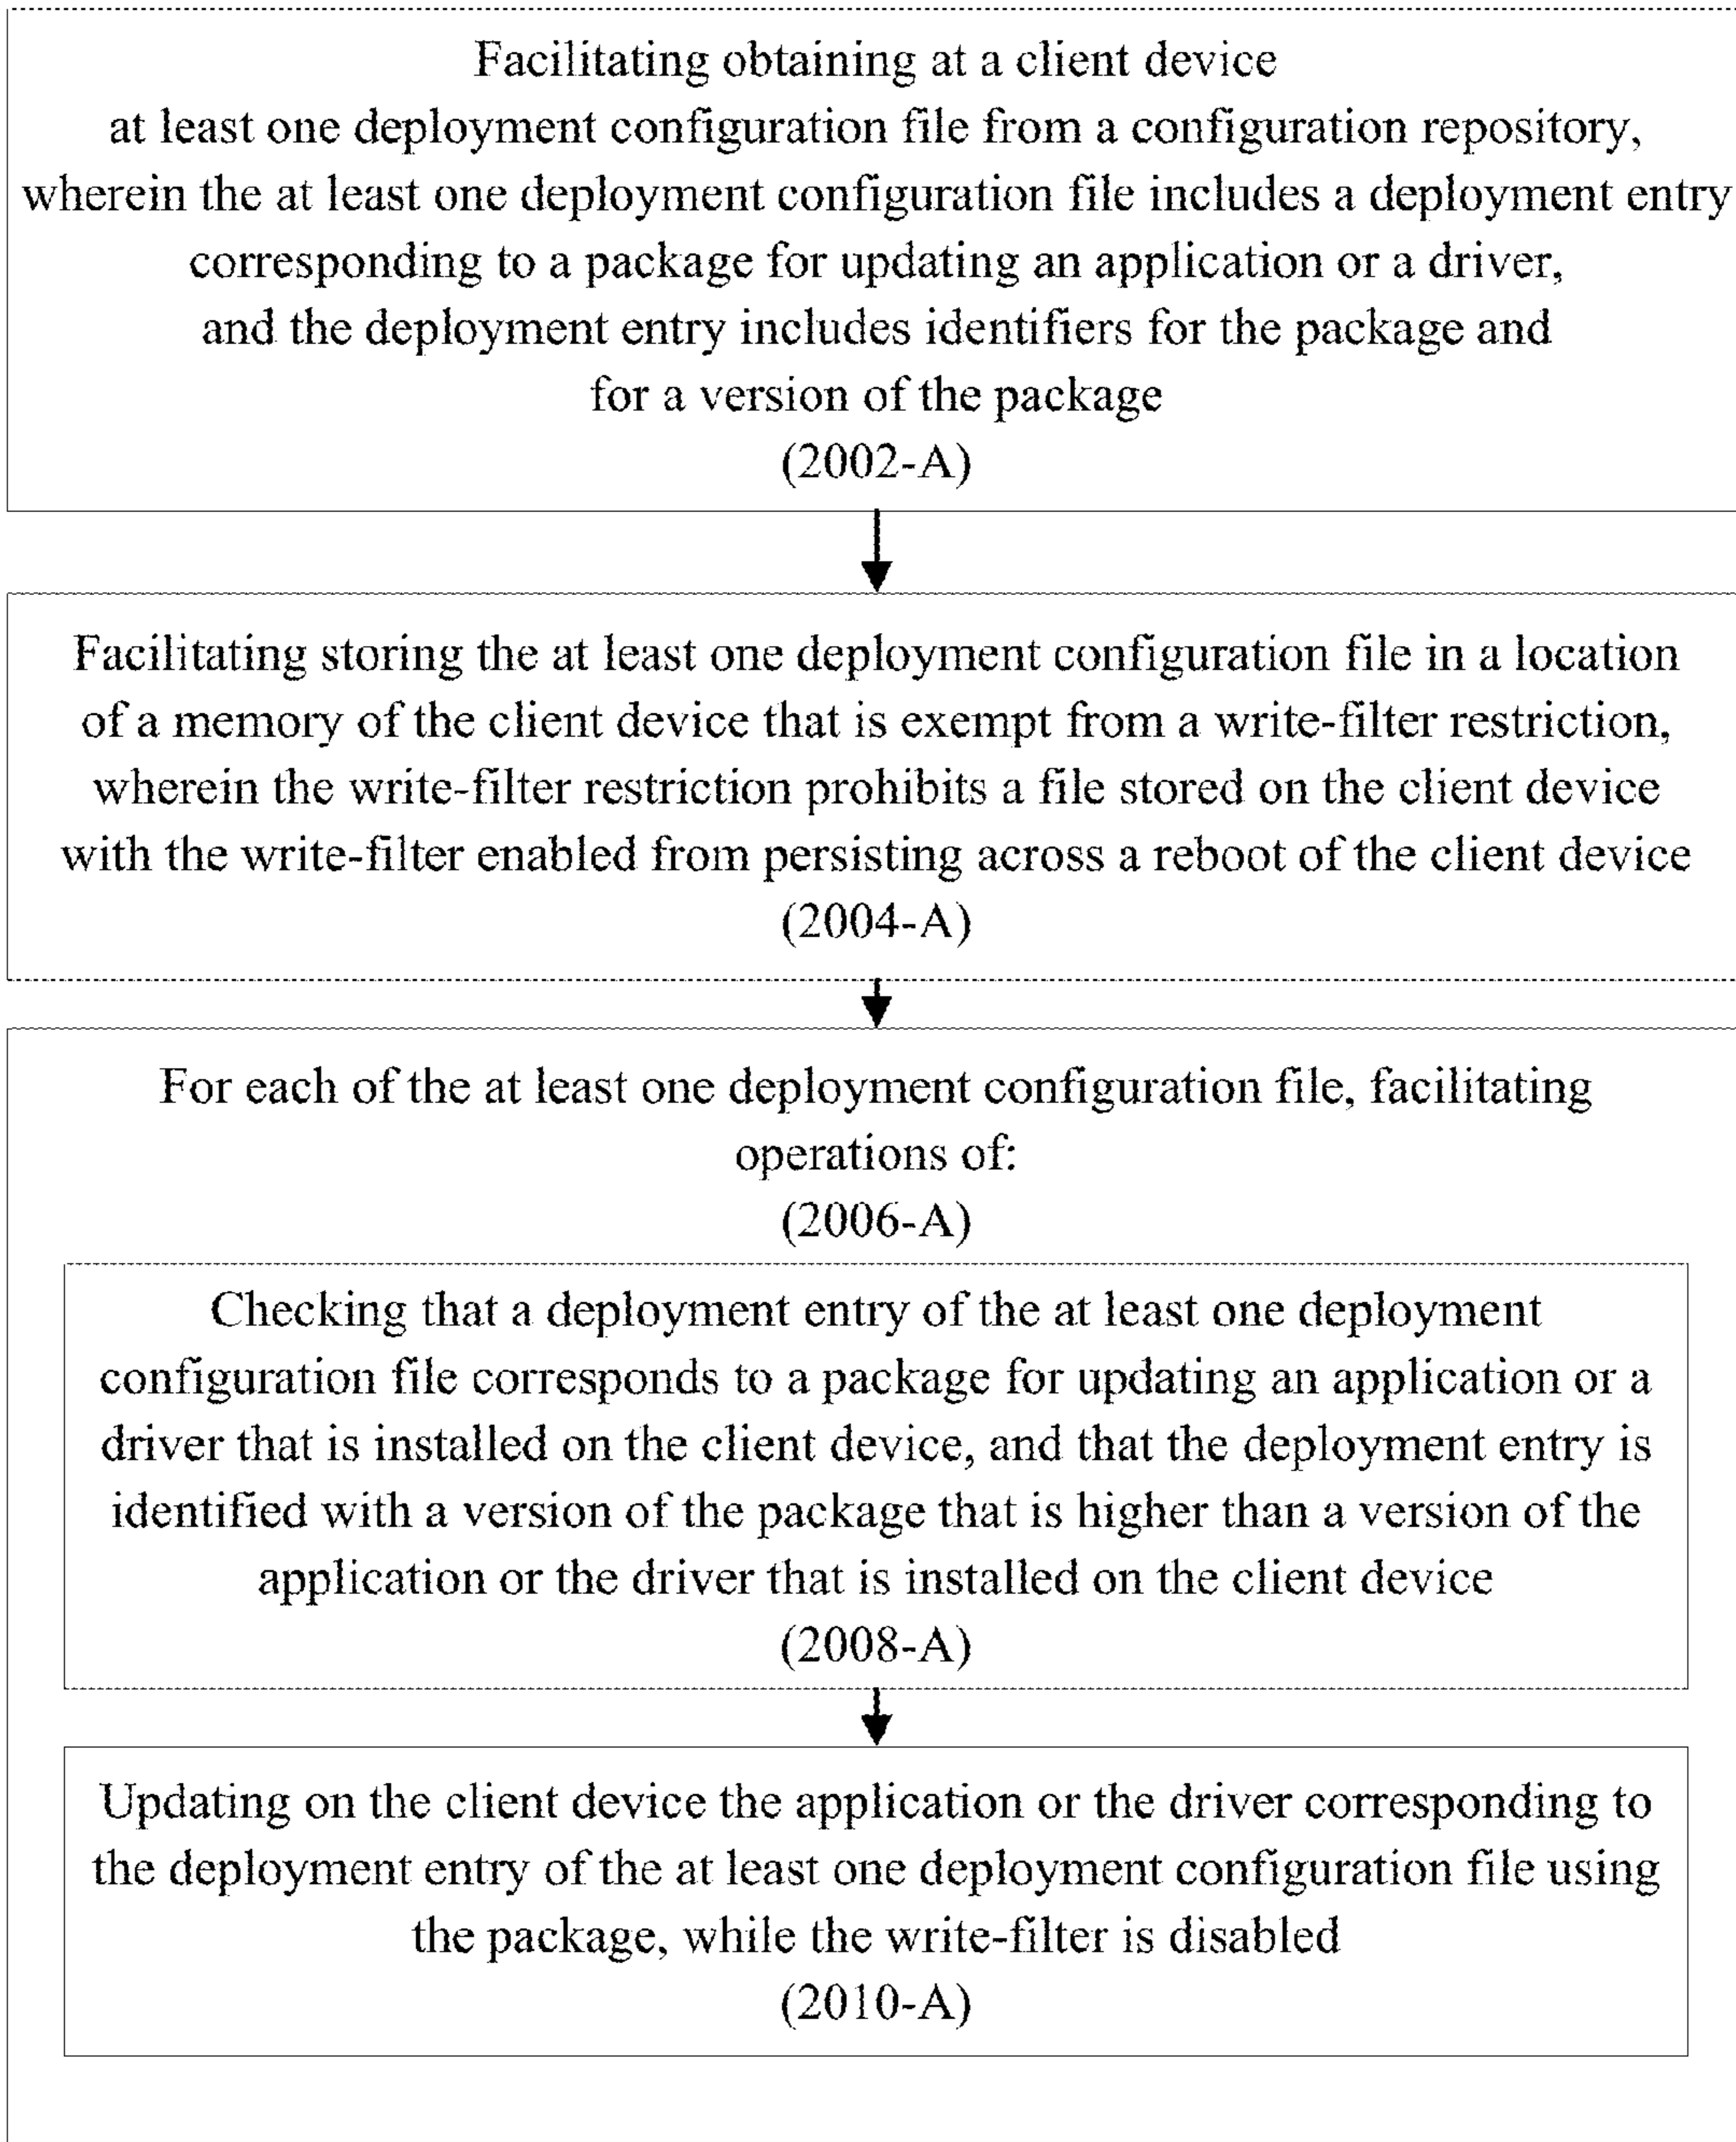 Facilitating obtaining at a client device
at least one deployment configuration file from a configuration repository,
wherein the at least one deployment configuration file includes a deployment entry
corresponding to a package for updating an application or a driver,
and the deployment entry includes identifiers for the package and
for a version of the package
(2002-A)
Facilitating storing the at least one deployment configuration file in a location
of a memory of the client device that is exempt from a write-filter restriction,
wherein the write-filter restriction prohibits a file stored on the client device
with the write-filter enabled from persisting across a reboot of the client device
(2004-A)
For each of the at least one deployment configuration file, facilitating
operations of:
(2006-A)
Checking that a deployment entry of the at least one deployment
configuration file corresponds to a package for updating an application or a
driver that is installed on the client device, and that the deployment entry is
identified with a version of the package that is higher than a version of the
application or the driver that is installed on the client device
(2008-A)
Updating on the client device the application or the driver corresponding to
the deployment entry of the at least one deployment configuration file using
the package, while the write-filter is disabled
(2010-A)